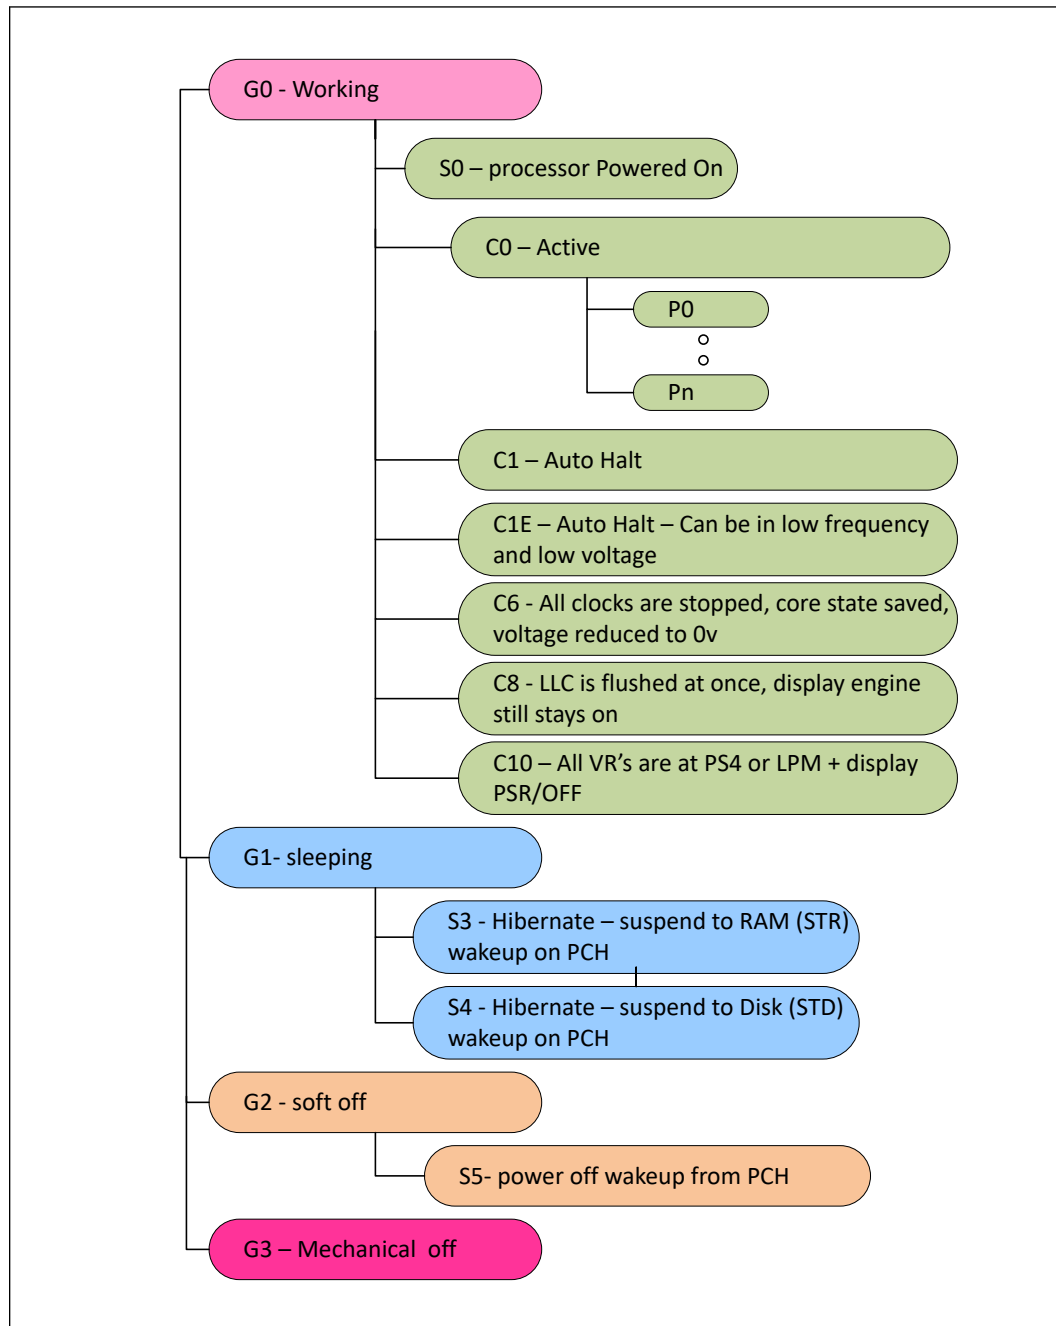 G0 - Working
S0 – processor Powered On
C0 – Active
P0
Pn
C1 – Auto Halt
C1E – Auto Halt – Can be in low frequency
and low voltage
C6 - All clocks are stopped, core state saved,
voltage reduced to 0v
C8 - LLC is flushed at once, display engine
still stays on
C10 – All VR’s are at PS4 or LPM + display
PSR/OFF
G1- sleeping
S3 - Hibernate – suspend to RAM (STR)
wakeup on PCH
S4 - Hibernate – suspend to Disk (STD)
wakeup on PCH
G2 - soft off
S5- power off wakeup from PCH
G3 – Mechanical  off